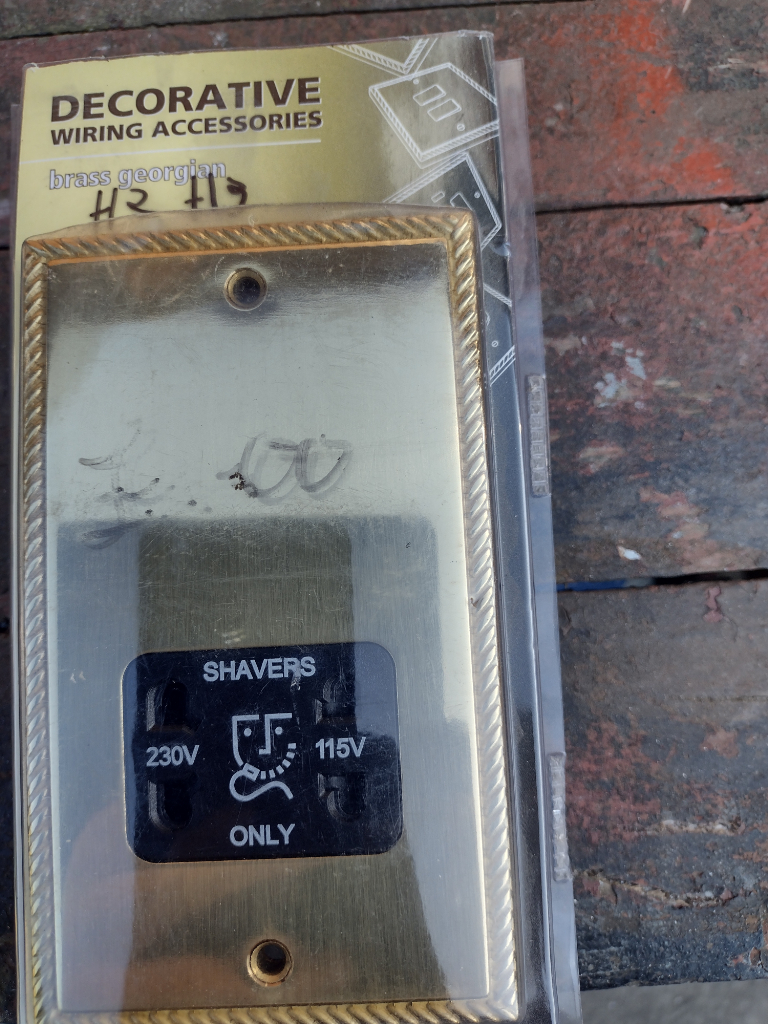 DECORATIVE
WIRING ACCESSORIES
brass georgian
SHAVERS
230V 115V
ONLY